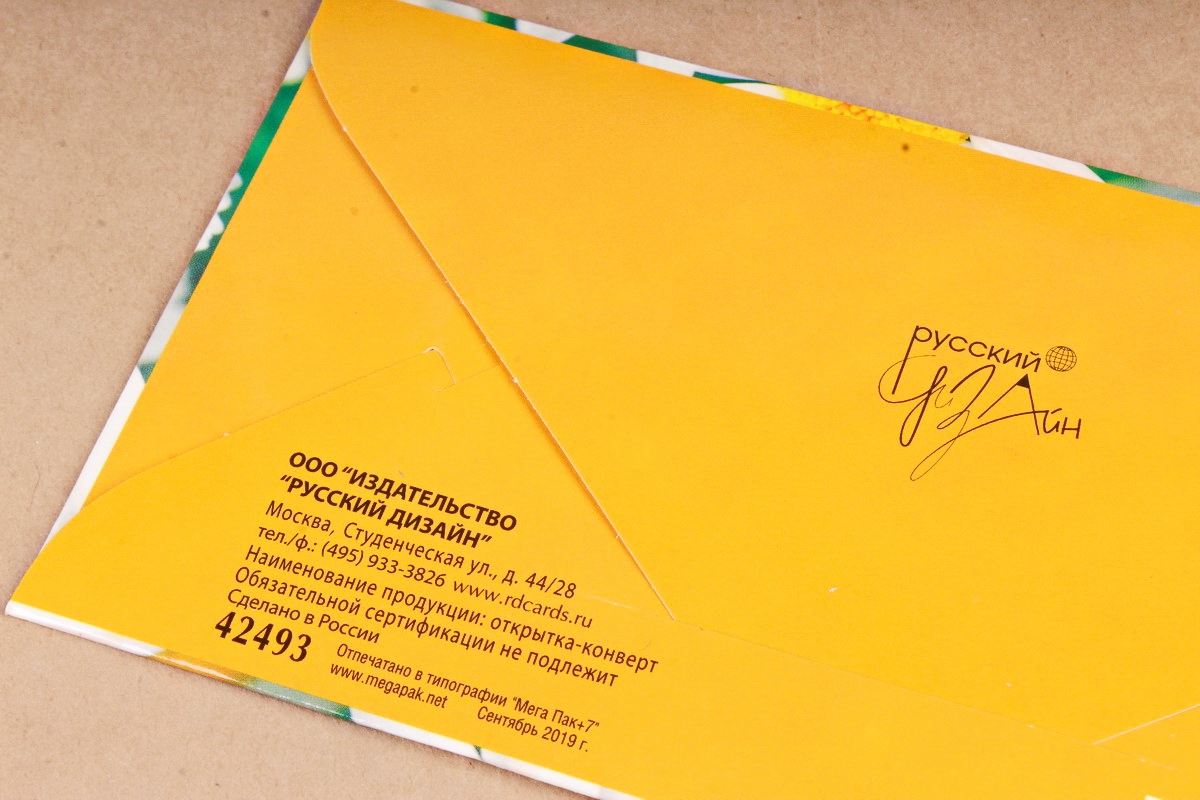 русский
дизайн
ООО "ИЗДАТЕЛЬСТВО
"РУССКИЙ ДИЗАЙН"
Москва, Студенческая ул., д. 44/28
тел./ф.: (495) 933-3826 www.rdcards.ru
Наименование продукции: открытка-конверт
Обязательной сертификации не подлежит
Сделано в России
42493
Отпечатано в типографии "Мега Пак+7"
www.megapak.net
Сентябрь 2019 г.